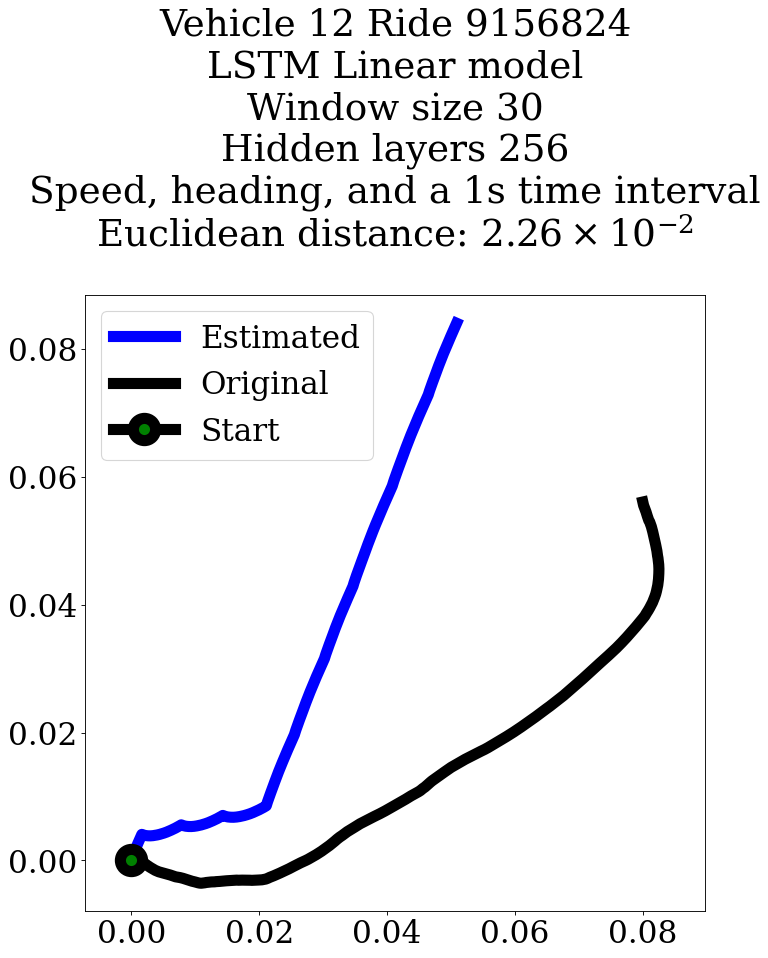 Vehicle 12 Ride 9156824
LSTM Linear model
Window size 30
Hidden layers 256
Speed, heading, and a 1s time interval
Euclidean distance: 2.26 × 10⁻²
Estimated
Original
Start
0.08
0.06
0.04
0.02
0.00
0.00 0.02 0.04 0.06 0.08